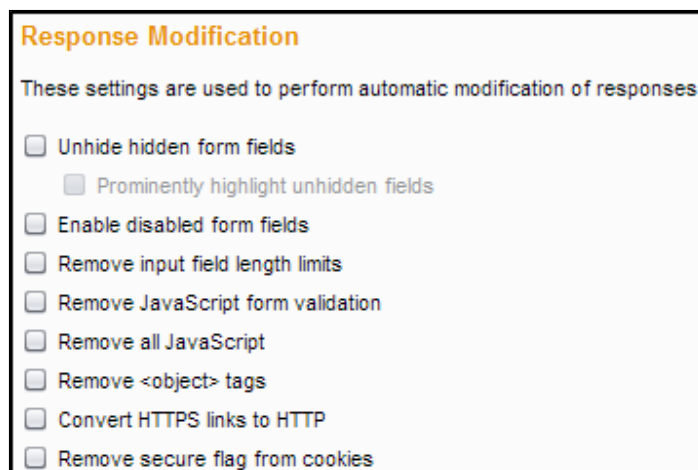 Response Modification
These settings are used to perform automatic modification of responses
Unhide hidden form fields
Prominently highlight unhidden fields
Enable disabled form fields
Remove input field length limits
Remove JavaScript form validation
Remove all JavaScript
Remove <object> tags
Convert HTTPS links to HTTP
Remove secure flag from cookies